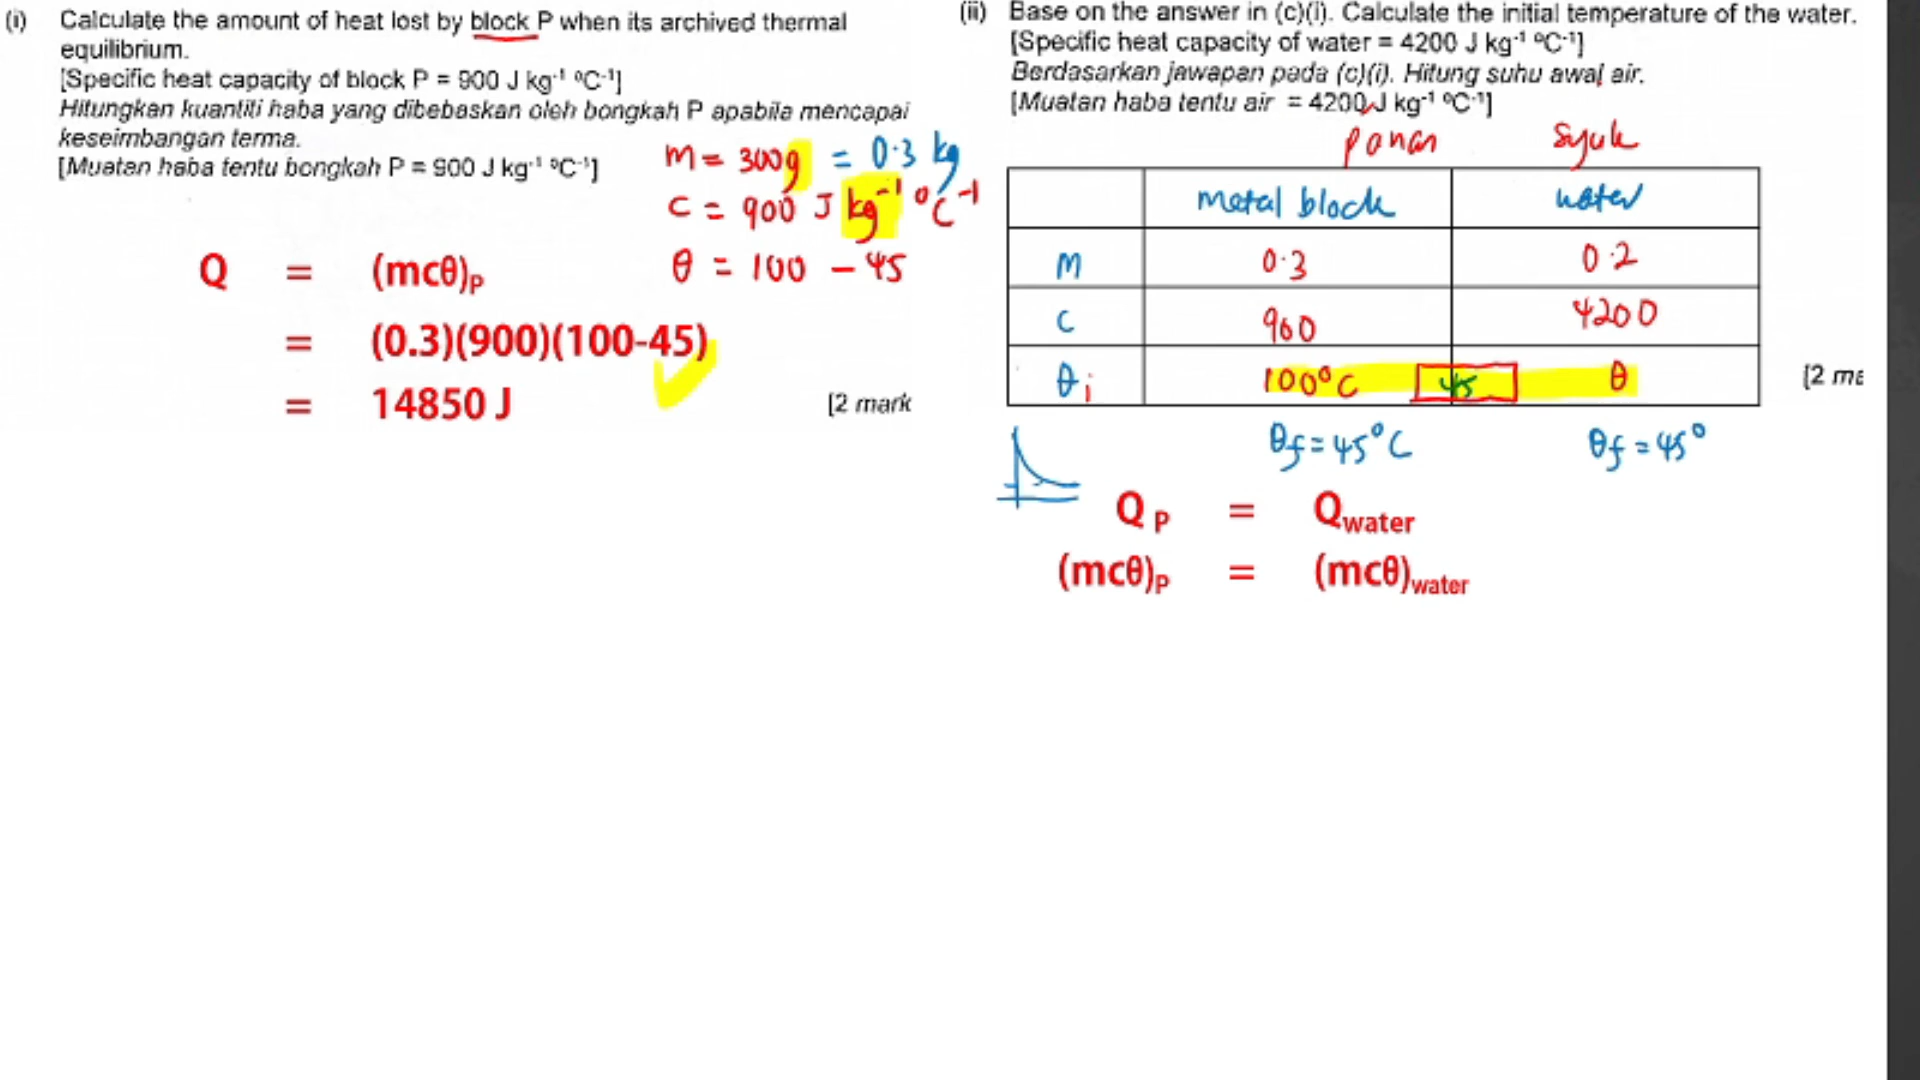 (i) Calculate the amount of heat lost by block P when its archived thermal
equilibrium.
[Specific heat capacity of block P = 900 J kg⁻¹ ⁰C⁻¹]
Hitungkan kuantiti haba yang dibebaskan oleh bongkah P apabila mencapai
keseimbangan terma.
[Muatan haba tentu bongkah P = 900 J kg⁻¹ ⁰C⁻¹]
m = 300g = 0.3 kg
c = 900 J kg⁻¹ °C⁻¹
θ = 100 - 45
Q = (mcθ)P
= (0.3)(900)(100-45)
= 14850 J
[2 mark
(ii) Base on the answer in (c)(i). Calculate the initial temperature of the water.
[Specific heat capacity of water = 4200 J kg⁻¹ ⁰C⁻¹]
Berdasarkan jawapan pada (c)(i). Hitung suhu awal air.
[Muatan haba tentu air = 4200 J kg⁻¹ ⁰C⁻¹]
panas sejuk
metal block water
m 0.3 0.2
c 900 4200
θi 100°C 45 θ
[2 ma
θf = 45°C θf = 45°
Q P = Qwater
(mcθ)P = (mcθ)water